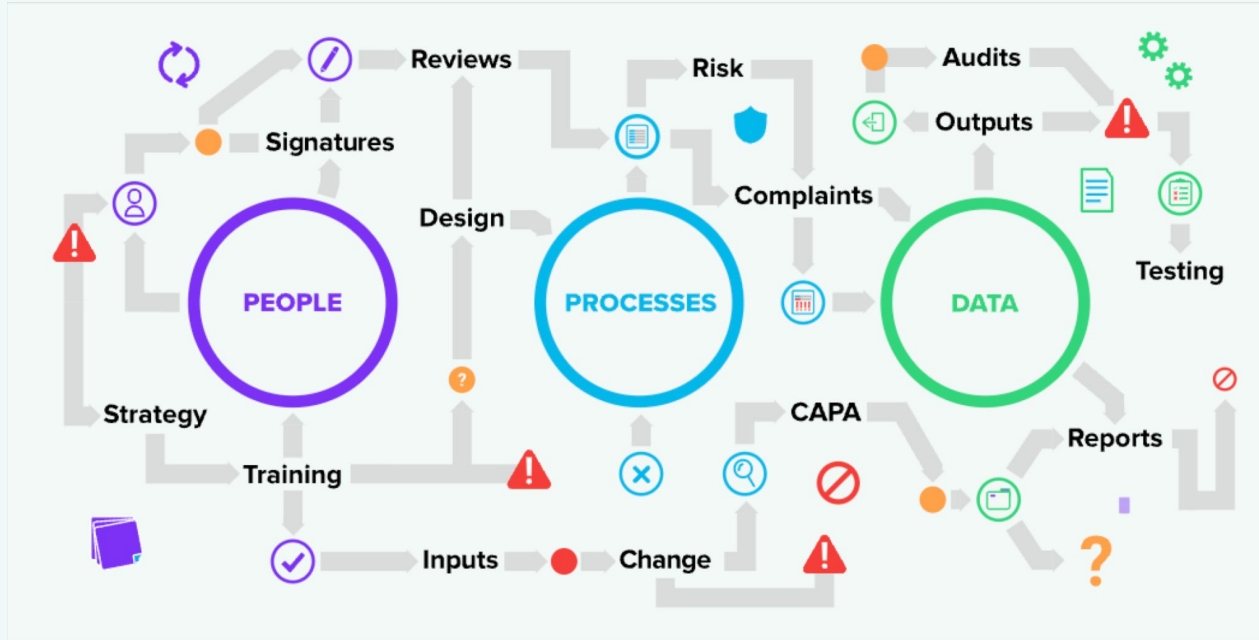 Reviews
Risk
Audits
Signatures
Outputs
Complaints
Design
Testing
PEOPLE
PROCESSES
DATA
?
Strategy
CAPA
Reports
Training
Inputs
Change
?